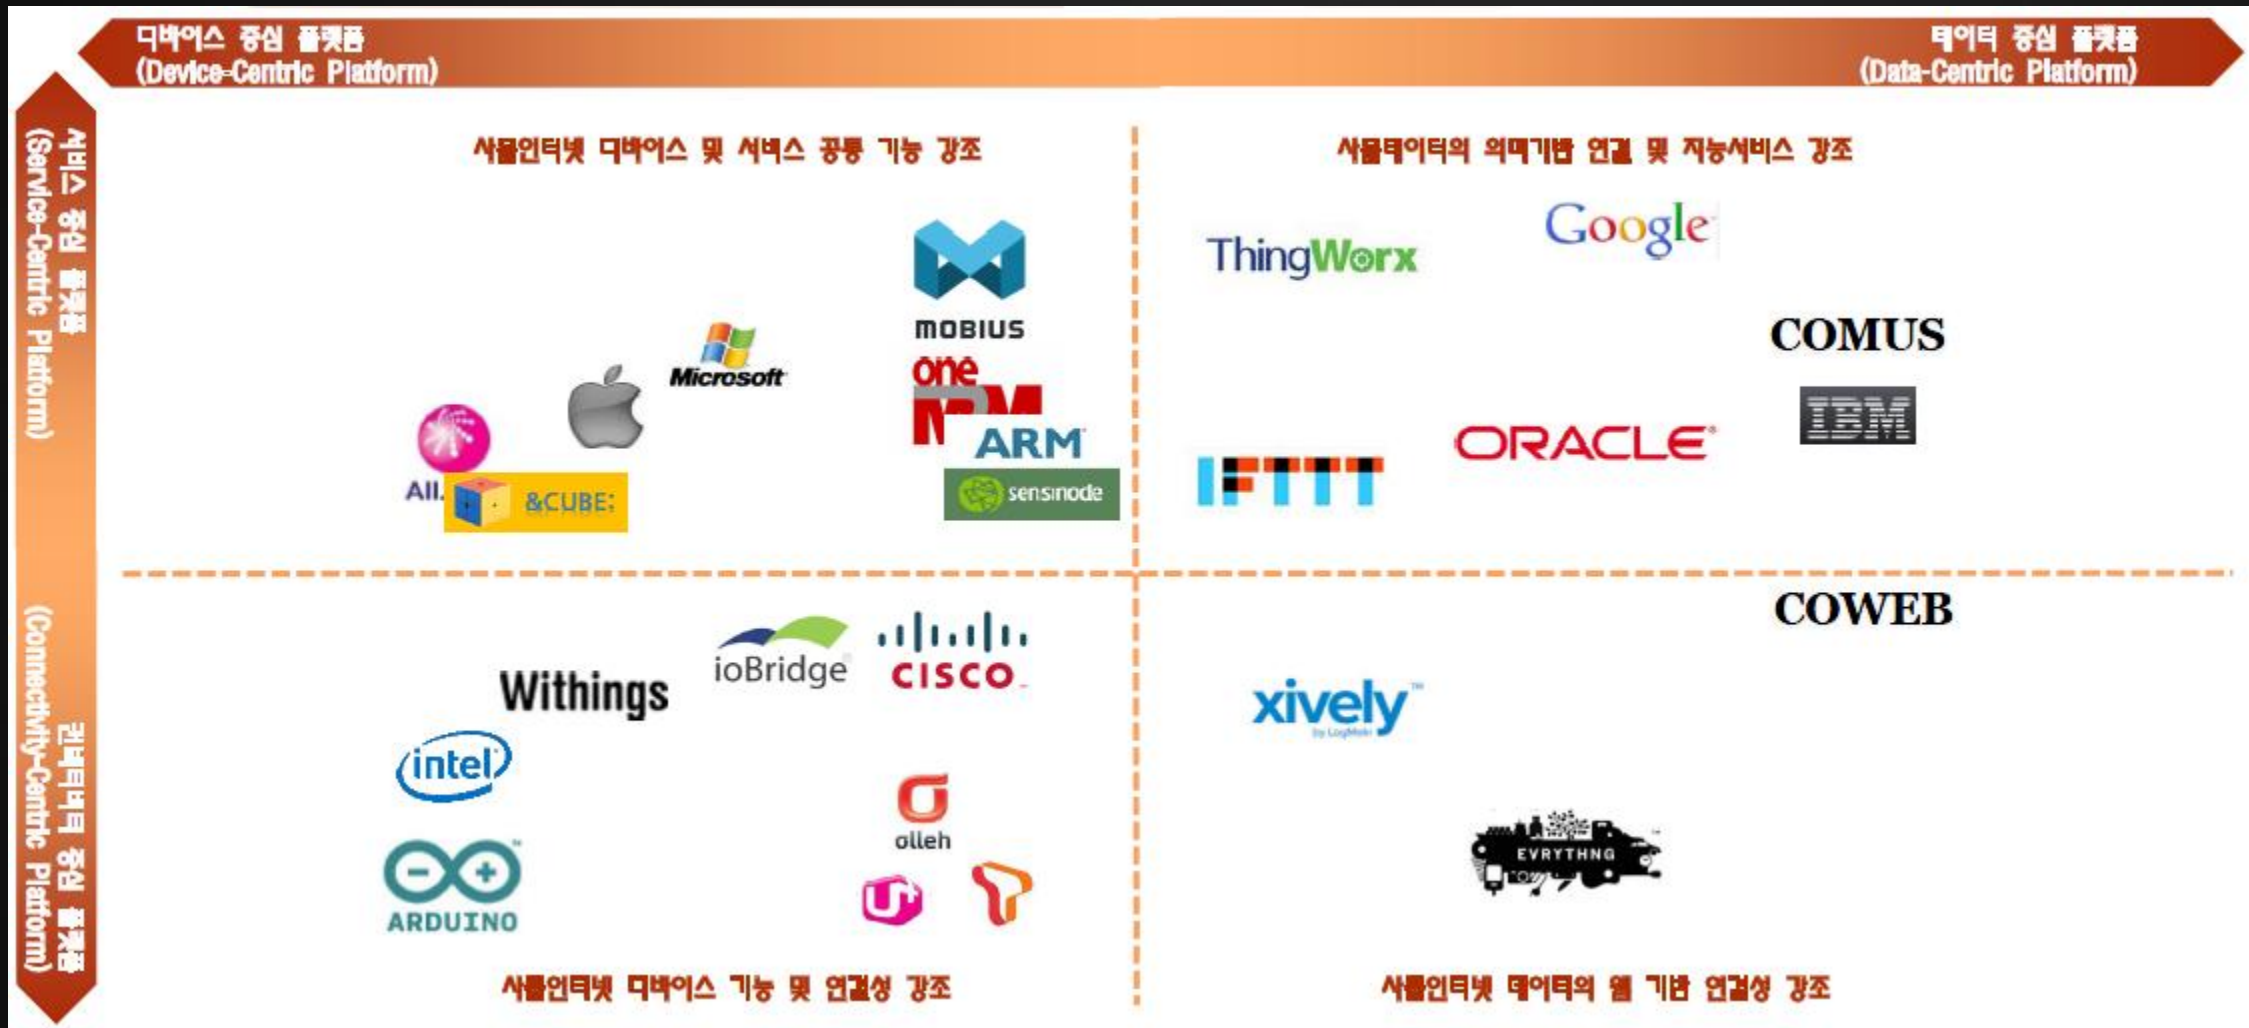 디바이스 중심 플랫폼
(Device-Centric Platform)
데이터 중심 플랫폼
(Data-Centric Platform)
서비스 중심 플랫폼
(Service-Centric Platform)
사물인터넷 디바이스 및 서비스 공통 기능 강조
사물데이터의 의미기반 연결 및 지능서비스 강조
MOBIUS
Microsoft
one
M2M
ARM
sensinode
All
&CUBE:
ThingWorx
Google
COMUS
IBM
ORACLE
IFTTT
컨넥티비티 중심 플랫폼
(Connectivity-Centric Platform)
ioBridge
CISCO
Withings
intel
olleh
U+
T
ARDUINO
COWEB
xively™
by LogMeIn
EVRYTHNG
사물인터넷 디바이스 기능 및 연결성 강조
사물인터넷 데이터의 웹 기반 연결성 강조